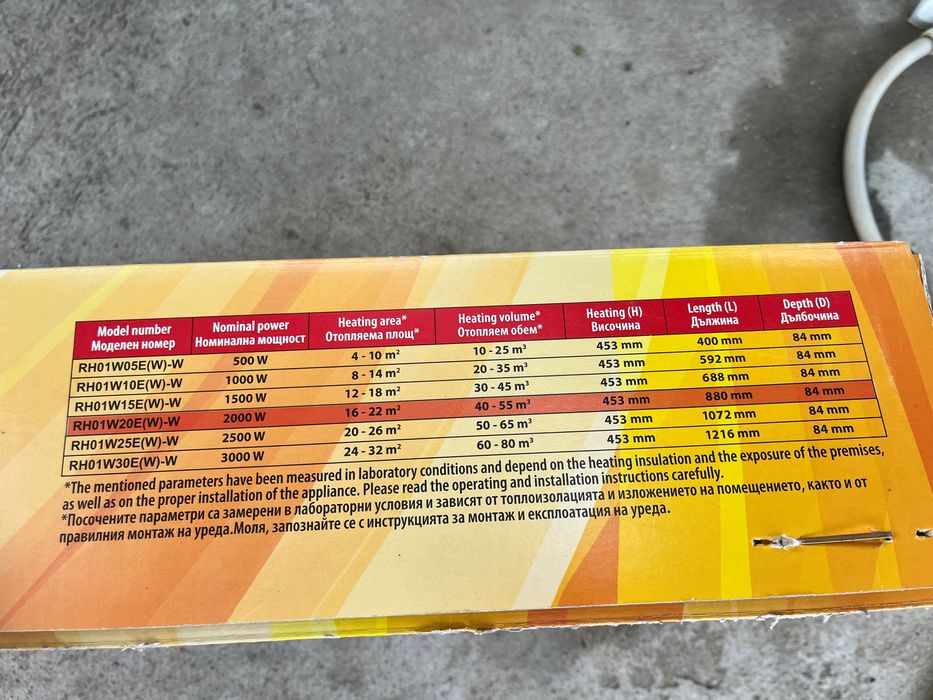 Model number Nominal power Heating area* Heating volume* Heating (H) Length (L) Depth (D)
Моделен номер Номинална мощност Отопляема площ* Отопляем обем* Височина Дължина Дълбочина
RH01W05E(W)-W 500 W 4 - 10 m² 10 - 25 m³ 453 mm 400 mm 84 mm
RH01W10E(W)-W 1000 W 8 - 14 m² 20 - 35 m³ 453 mm 592 mm 84 mm
RH01W15E(W)-W 1500 W 12 - 18 m² 30 - 45 m³ 453 mm 688 mm 84 mm
RH01W20E(W)-W 2000 W 16 - 22 m² 40 - 55 m³ 453 mm 880 mm 84 mm
RH01W25E(W)-W 2500 W 20 - 26 m² 50 - 65 m³ 453 mm 1072 mm 84 mm
RH01W30E(W)-W 3000 W 24 - 32 m² 60 - 80 m³ 453 mm 1216 mm 84 mm
*The mentioned parameters have been measured in laboratory conditions and depend on the heating insulation and the exposure of the premises,
as well as on the proper installation of the appliance. Please read the operating and installation instructions carefully.
*Посочените параметри са замерени в лабораторни условия и зависят от топлоизолацията и изложението на помещението, както и от
правилния монтаж на уреда.Моля, запознайте се с инструкцията за монтаж и експлоатация на уреда.